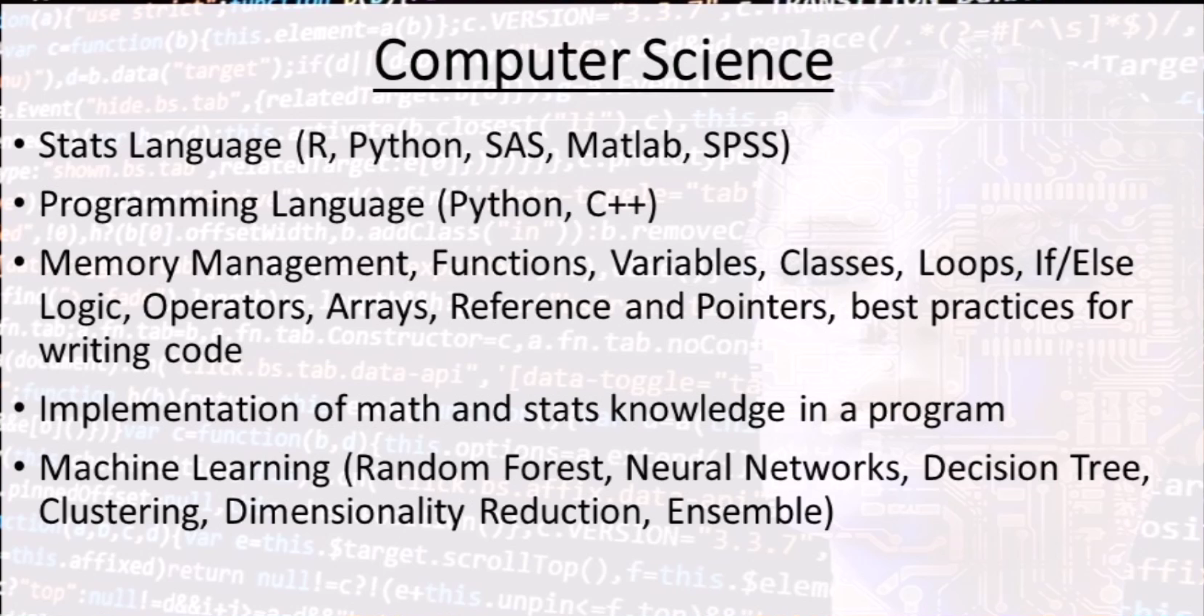 Computer Science
• Stats Language (R, Python, SAS, Matlab, SPSS)
• Programming Language (Python, C++)
• Memory Management, Functions, Variables, Classes, Loops, If/Else
Logic, Operators, Arrays, Reference and Pointers, best practices for
writing code
• Implementation of math and stats knowledge in a program
• Machine Learning (Random Forest, Neural Networks, Decision Tree,
Clustering, Dimensionality Reduction, Ensemble)